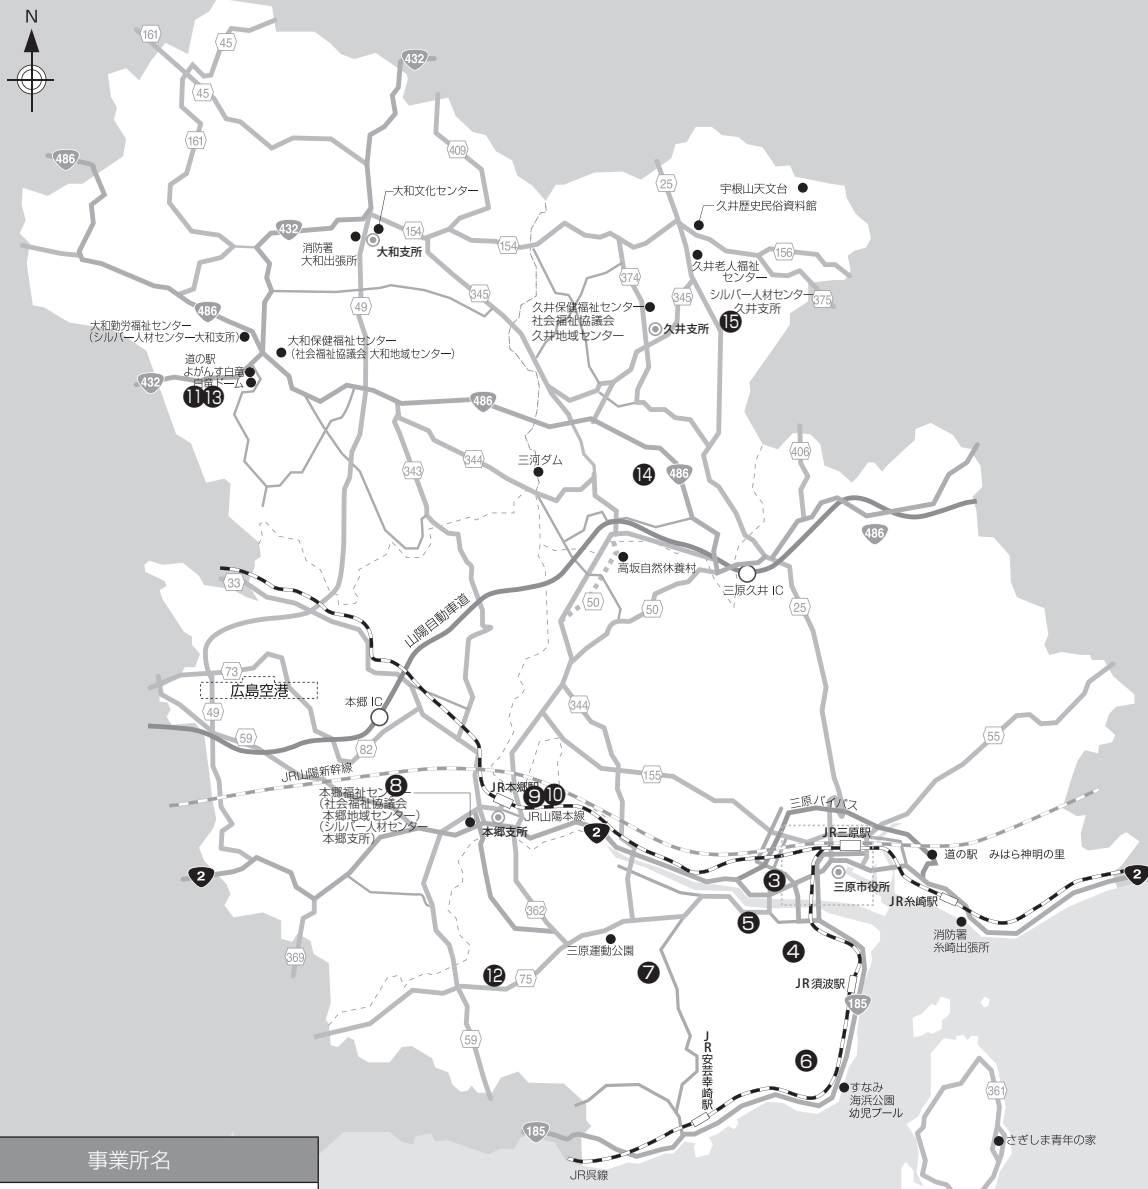 N
161
45
432
45
161
486
409
大和文化センター
25
宇根山天文台
久井歴史民俗資料館
432
154
消防署
大和出張所
大和支所
154
156
久井老人福祉
センター
374
345
345
375
シルバー人材センター
久井支所
49
久井保健福祉センター
社会福祉協議会
久井地域センター
久井支所
15
486
大和勤労福祉センター
(シルバー人材センター大和支所)
大和保健福祉センター
(社会福祉協議会 大和地域センター)
道の駅
よがんす白竜
白竜ドーム
432
11
13
486
343
344
三河ダム
14
486
406
486
高坂自然休養村
三原久井 IC
33
50
50
25
山陽自動車道
73
広島空港
49
本郷 IC
59
82
344
55
JR山陽新幹線
155
8
JR本郷駅
9
10
本郷福祉センター
(社会福祉協議会
本郷地域センター)
(シルバー人材センター
本郷支所)
JR山陽本線
本郷支所
2
三原バイパス
JR三原駅
道の駅 みはら神明の里
2
3
三原市役所
JR糸崎駅
2
362
5
消防署
糸崎出張所
369
三原運動公園
4
12
75
7
JR須波駅
185
59
JR安芸幸崎駅
6
すなみ
海浜公園
幼児プール
361
185
さぎしま青年の家
JR呉線
事業所名